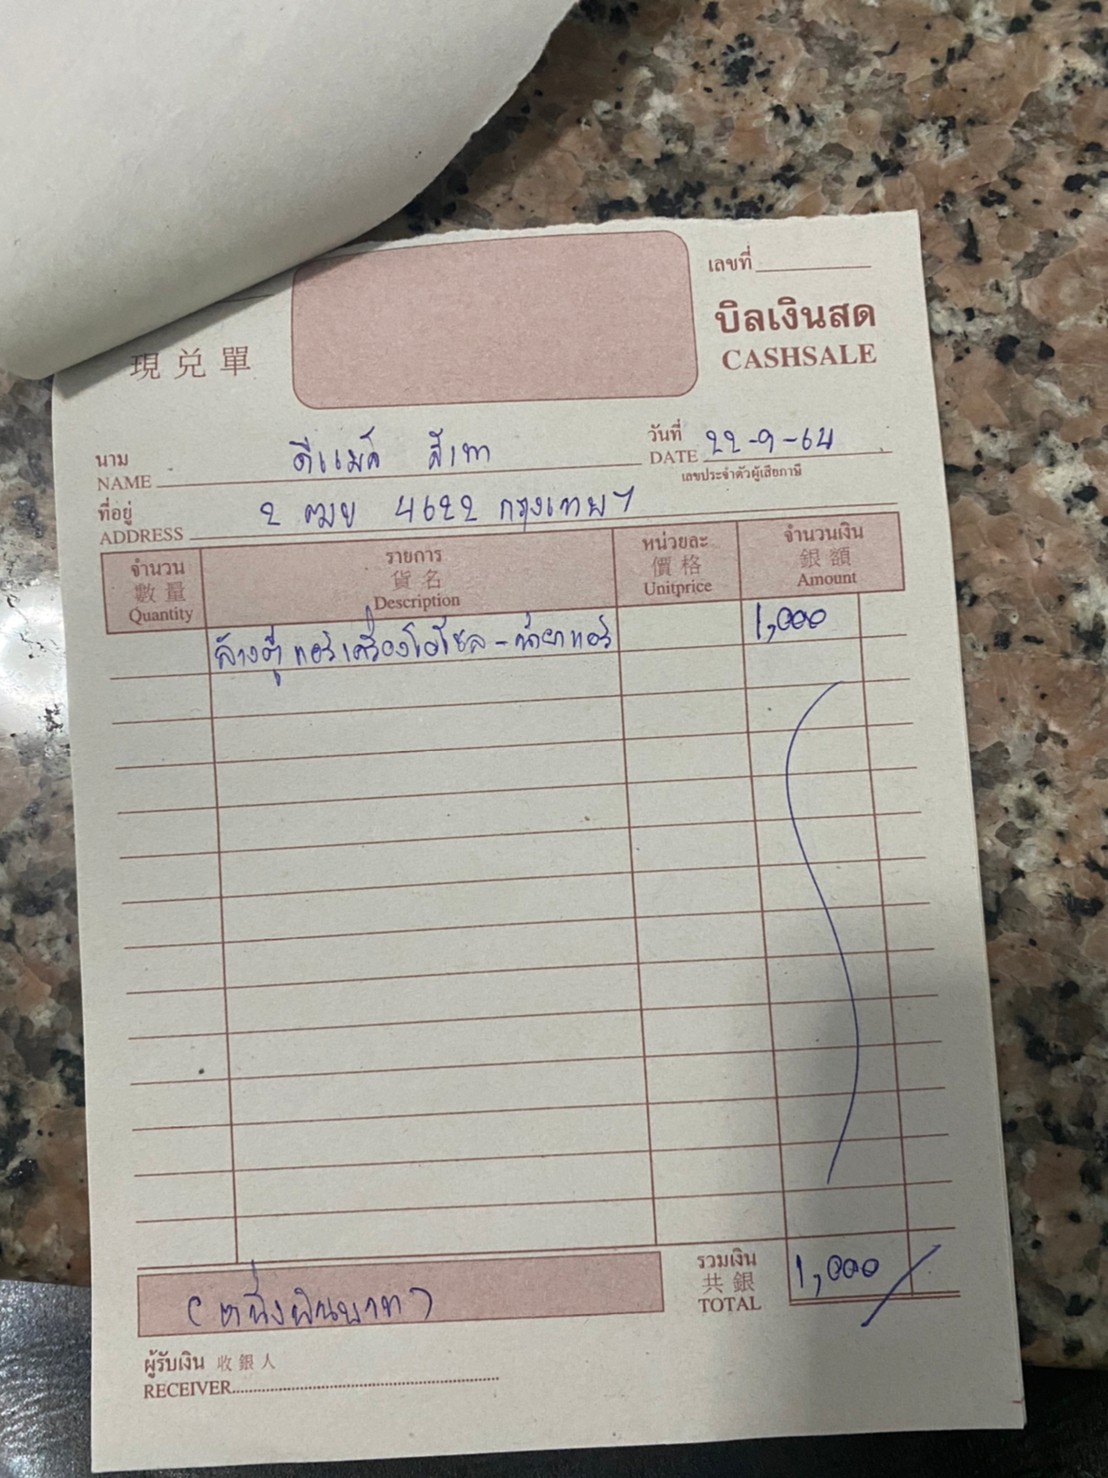 เลขที่
現兑單
บิลเงินสด
CASHSALE
นาม
NAME
ดีแมค สีเทา
วันที่
DATE
22-9-64
เลขประจำตัวผู้เสียภาษี
ที่อยู่
ADDRESS
2 ฒฆ 4622 กรุงเทพฯ
จำนวน รายการ หน่วยละ จำนวนเงิน
數量 貨名 價格 銀額
Quantity Description Unitprice Amount
ล้างตู้แอร์เครื่องโอโซล-น้ำยาแอร์ 1,000
รวมเงิน
共銀
TOTAL
1,000
(หนึ่งพันบาท)
ผู้รับเงิน 收銀人
RECEIVER